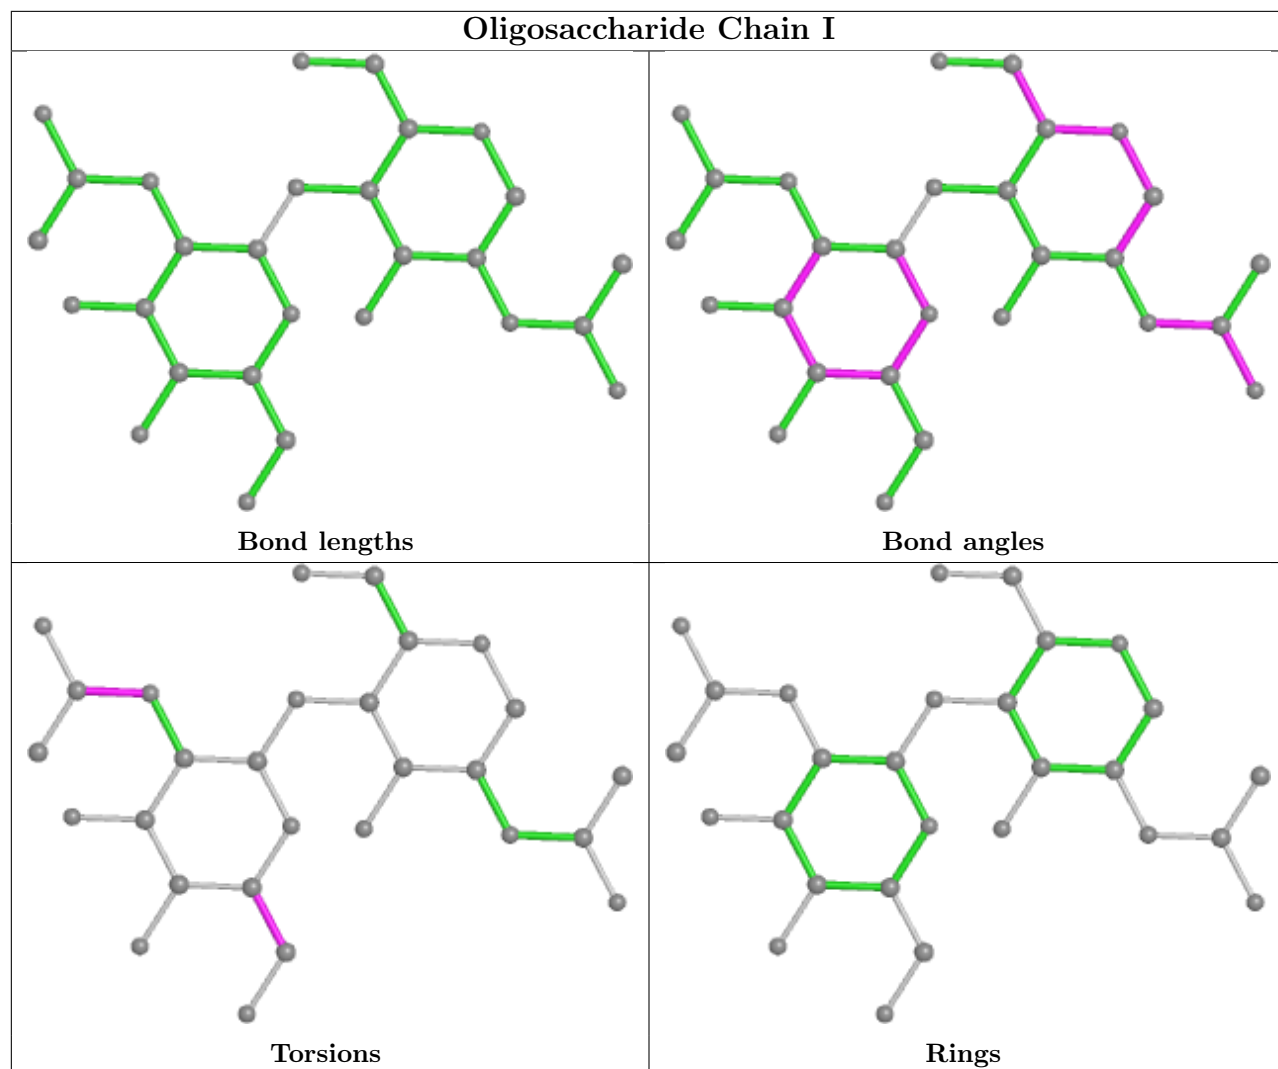 Oligosaccharide Chain I
Bond lengths
Bond angles
Torsions
Rings